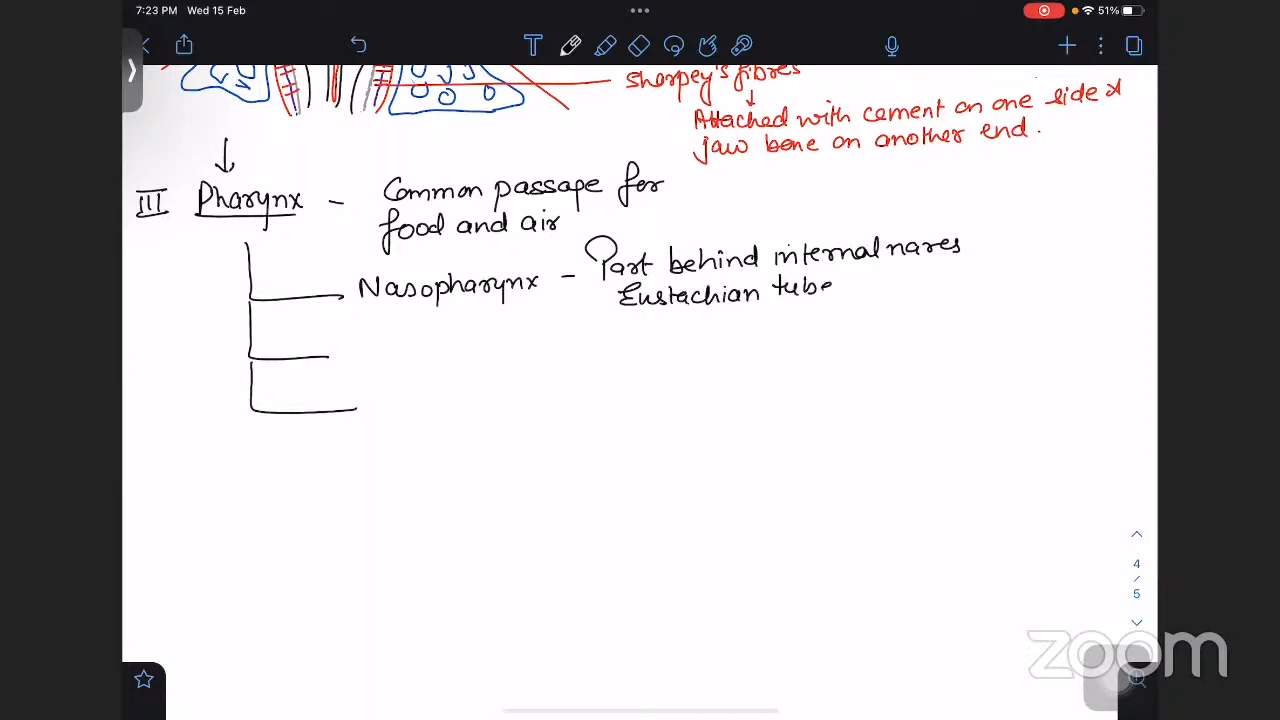 7:23 PM Wed 15 Feb
51%
Sharpey's fibres
Attached with cement on one side &
jaw bone on another end.
III Pharynx - Common passage for
food and air
Nasopharynx - Part behind internal nares
Eustachian tube
4
/
5
zoom